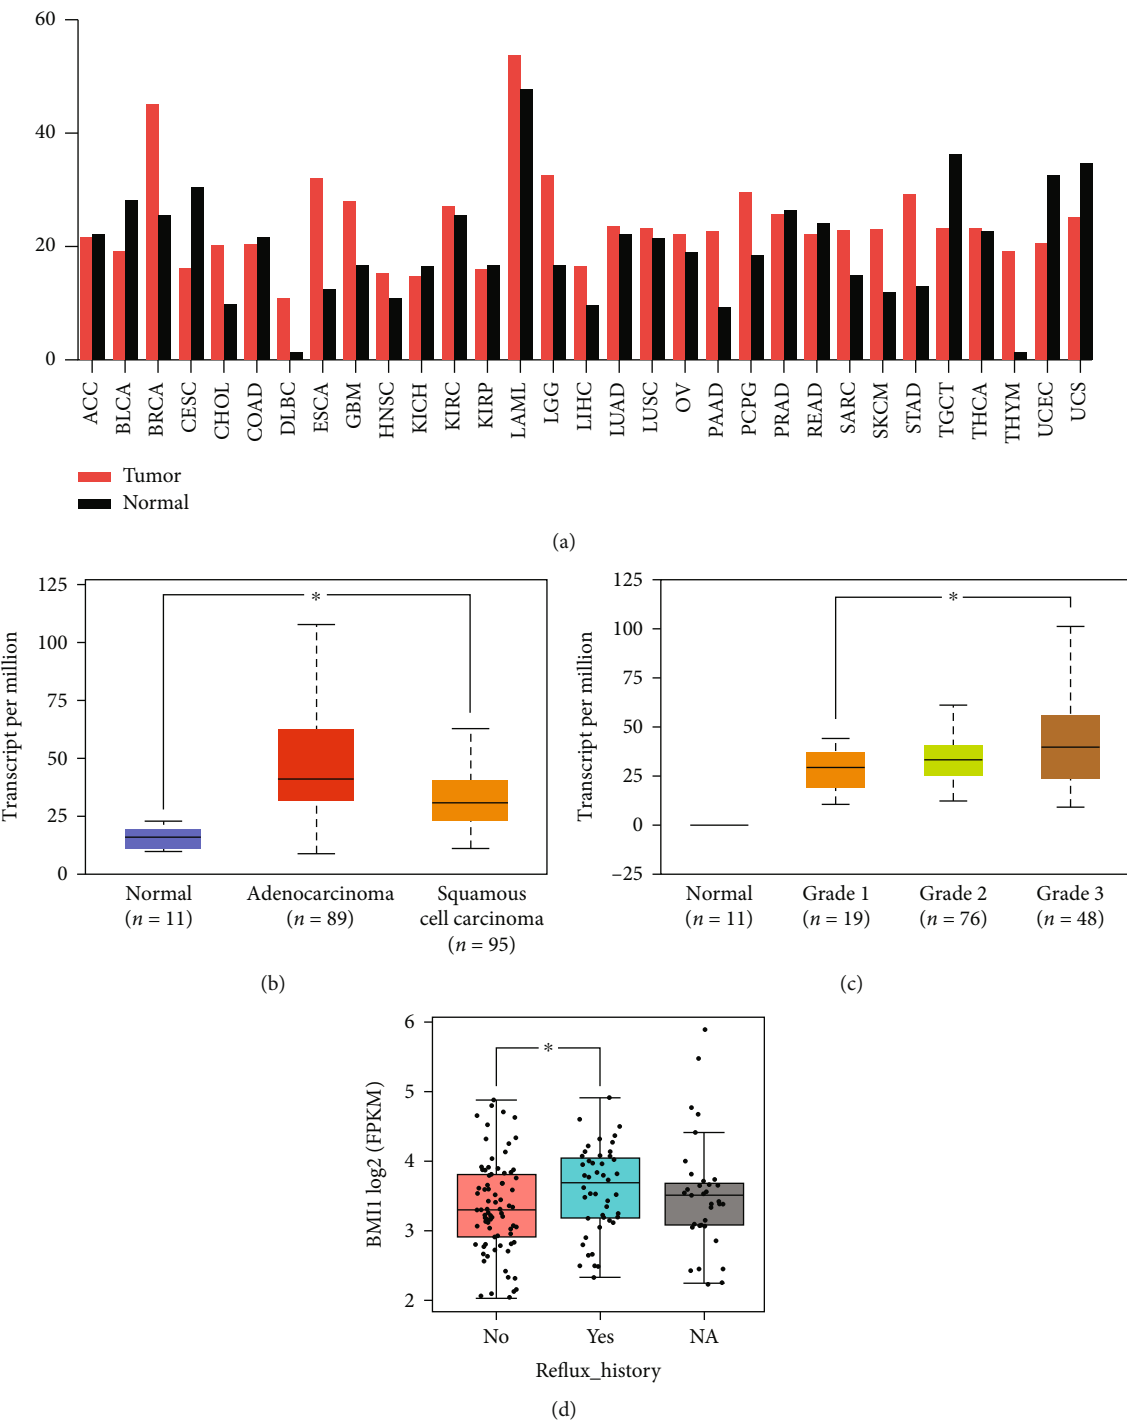 60
40
20
0
ACC
BLCA
BRCA
CESC
CHOL
COAD
DLBC
ESCA
GBM
HNSC
KICH
KIRC
KIRP
LAML
LGG
LIHC
LUAD
LUSC
OV
PAAD
PCPG
PRAD
READ
SARC
SKCM
STAD
TGCT
THCA
THYM
UCEC
UCS
Tumor
Normal
(a)
Transcript per million
125
100
75
50
25
0
*
Normal
(n = 11)
Adenocarcinoma
(n = 89)
Squamous
cell carcinoma
(n = 95)
(b)
Transcript per million
125
100
75
50
25
0
−25
*
Normal
(n = 11)
Grade 1
(n = 19)
Grade 2
(n = 76)
Grade 3
(n = 48)
(c)
BMI1 log2 (FPKM)
6
5
4
3
2
*
No
Yes
NA
Reflux_history
(d)